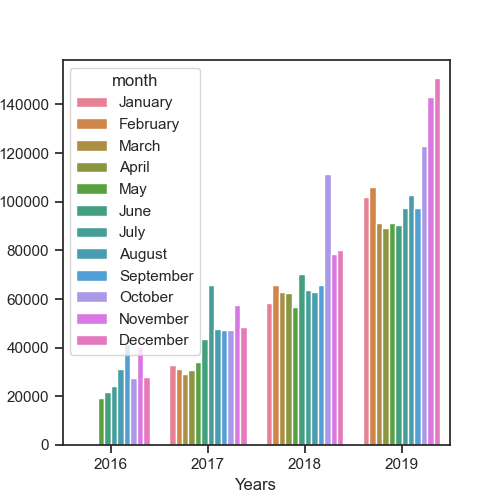 month
January
February
March
April
May
June
July
August
September
October
November
December
140000
120000
100000
80000
60000
40000
20000
0
2016 2017 2018 2019
Years